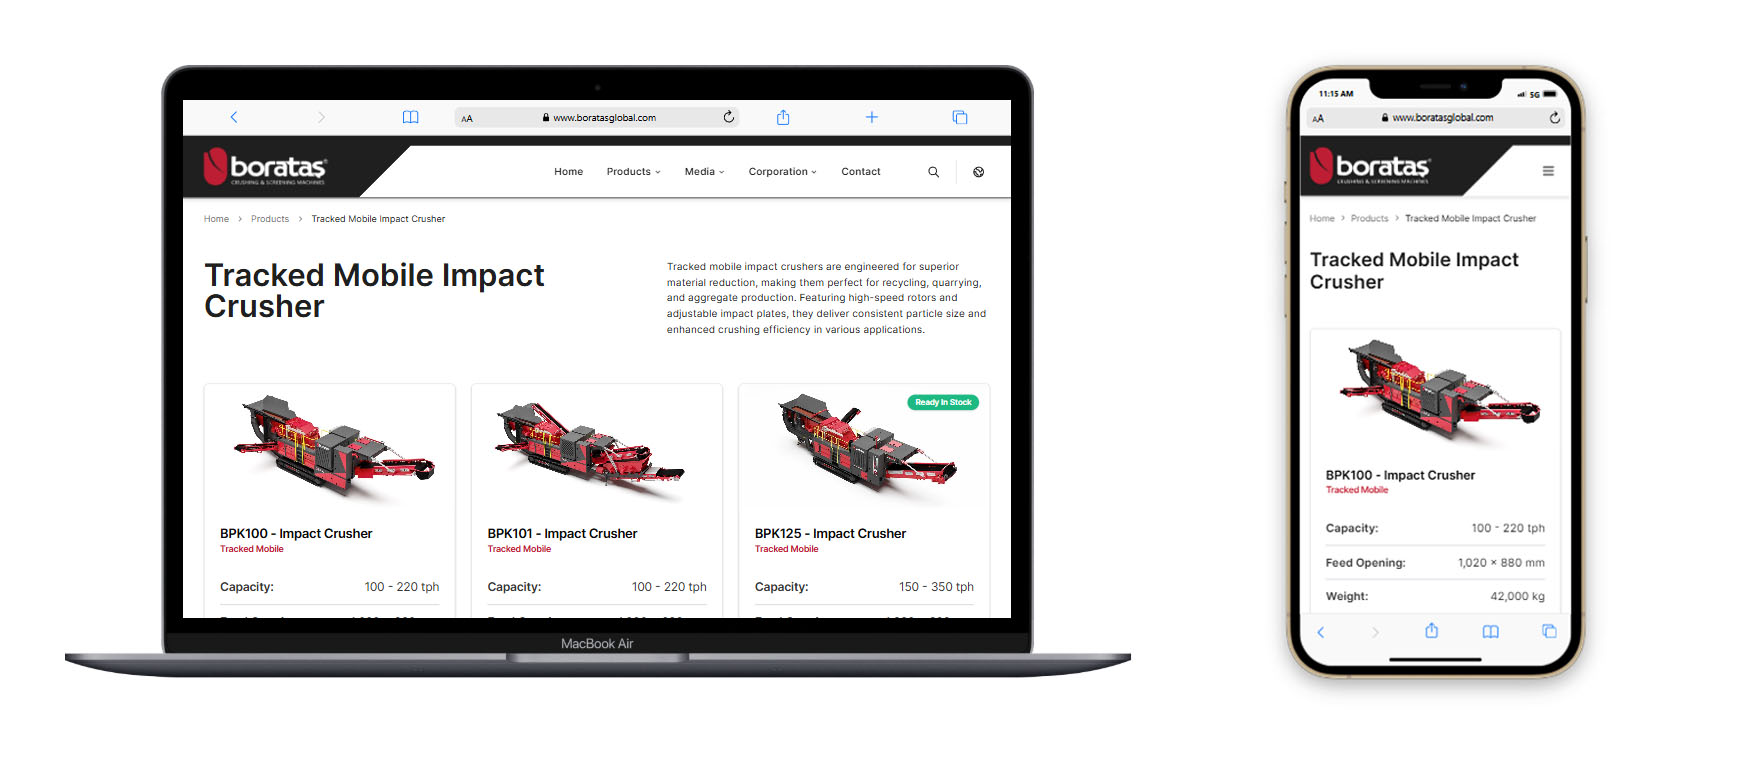 AA
www.boratasglobal.com
borataş®
CRUSHING & SCREENING MACHINES
Home
Products
Media
Corporation
Contact
Home > Products > Tracked Mobile Impact Crusher
Tracked Mobile Impact
Crusher
Tracked mobile impact crushers are engineered for superior
material reduction, making them perfect for recycling, quarrying,
and aggregate production. Featuring high-speed rotors and
adjustable impact plates, they deliver consistent particle size and
enhanced crushing efficiency in various applications.
BPK100 - Impact Crusher
Tracked Mobile
Capacity: 100 - 220 tph
BPK101 - Impact Crusher
Tracked Mobile
Capacity: 100 - 220 tph
Ready In Stock
BPK125 - Impact Crusher
Tracked Mobile
Capacity: 150 - 350 tph
MacBook Air
11:15 AM
5G
AA
www.boratasglobal.com
borataş®
CRUSHING & SCREENING MACHINES
Home > Products > Tracked Mobile Impact Crusher
Tracked Mobile Impact
Crusher
BPK100 - Impact Crusher
Tracked Mobile
Capacity: 100 - 220 tph
Feed Opening: 1,020 × 880 mm
Weight: 42,000 kg